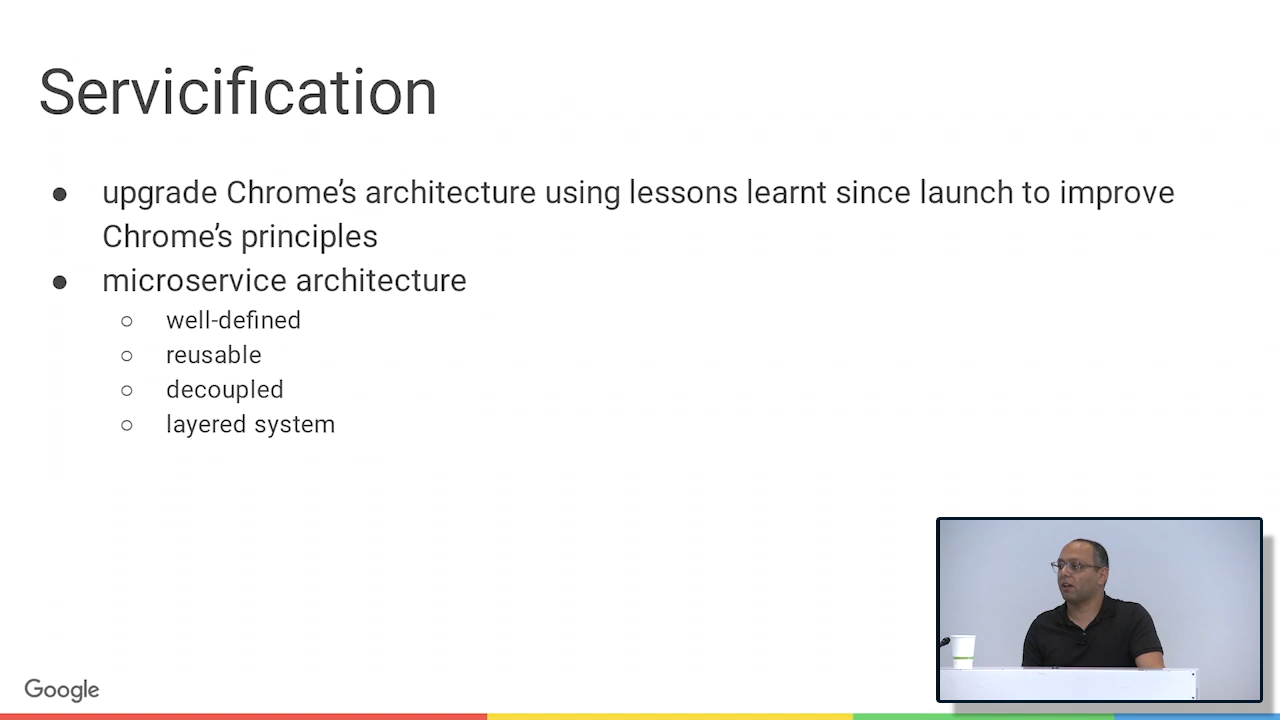 Servicification
● upgrade Chrome’s architecture using lessons learnt since launch to improve
Chrome’s principles
● microservice architecture
○ well-defined
○ reusable
○ decoupled
○ layered system
Google